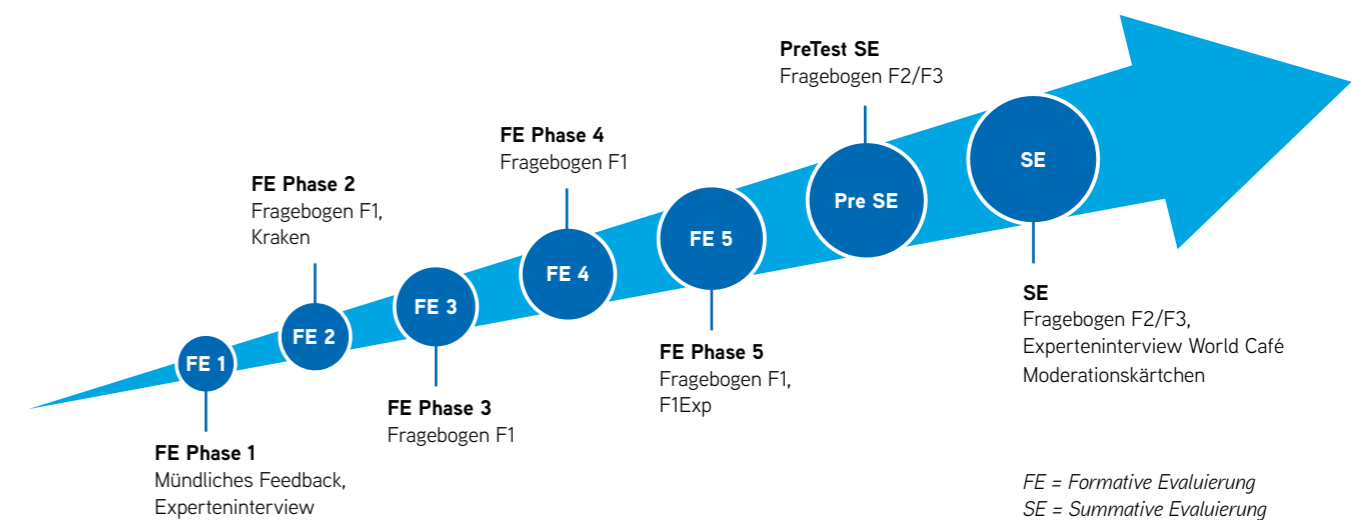 PreTest SE
Fragebogen F2/F3
FE Phase 4
Fragebogen F1
FE Phase 2
Fragebogen F1,
Kraken
FE 1
FE 2
FE 3
FE 4
FE 5
Pre SE
SE
FE Phase 1
Mündliches Feedback,
Experteninterview
FE Phase 3
Fragebogen F1
FE Phase 5
Fragebogen F1,
F1Exp
SE
Fragebogen F2/F3,
Experteninterview World Café
Moderationskärtchen
FE = Formative Evaluierung
SE = Summative Evaluierung